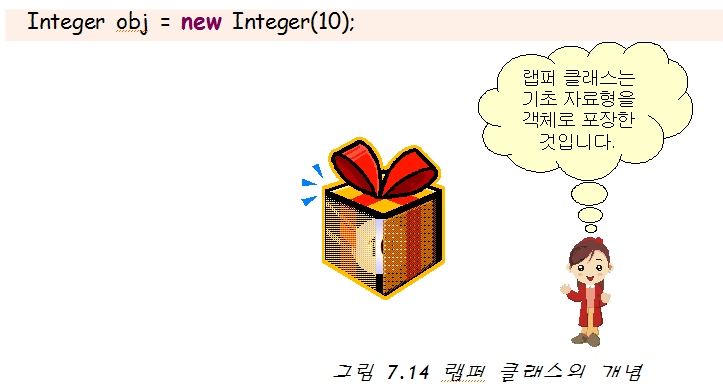 Integer obj = new Integer(10);
랩퍼 클래스는
기초 자료형을
객체로 포장한
것입니다.
그림 7.14 랩퍼 클래스의 개념